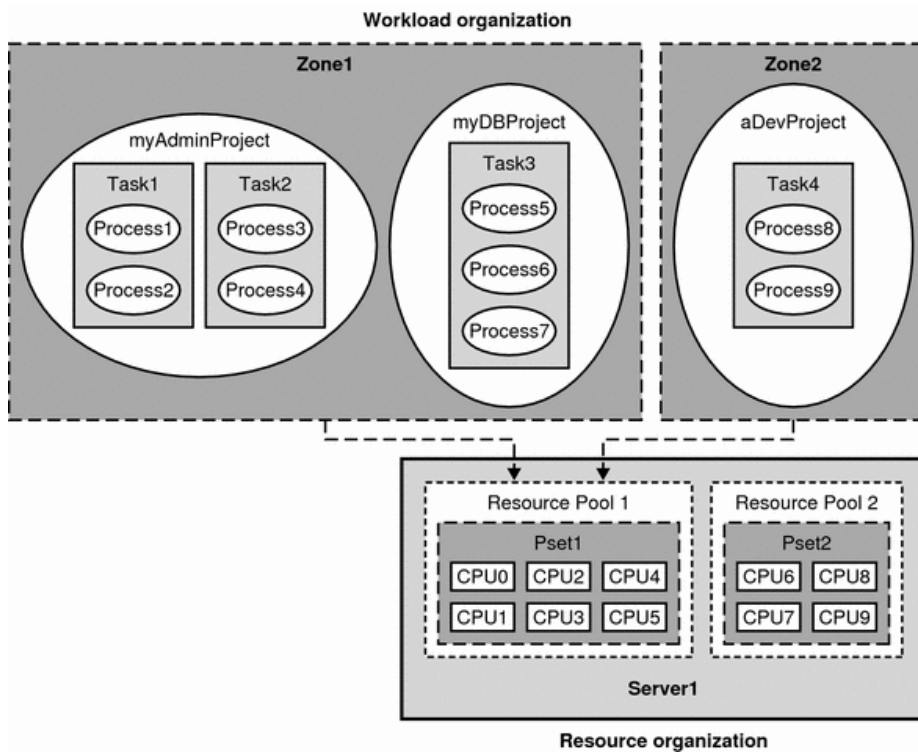 Workload organization
Zone1
Zone2
myAdminProject
myDBProject
aDevProject
Task1
Task2
Task3
Task4
Process1
Process3
Process5
Process8
Process2
Process4
Process6
Process9
Process7
Resource Pool 1
Resource Pool 2
Pset1
Pset2
CPU0 CPU2 CPU4
CPU6 CPU8
CPU1 CPU3 CPU5
CPU7 CPU9
Server1
Resource organization